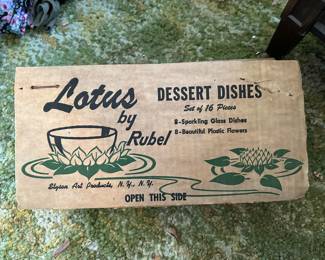 Lotus
by
Rubel
DESSERT DISHES
Set of 16 Pieces
8-Sparkling Glass Dishes
8-Beautiful Plastic Flowers
Art Products, N. Y., N. Y.
OPEN THIS SIDE